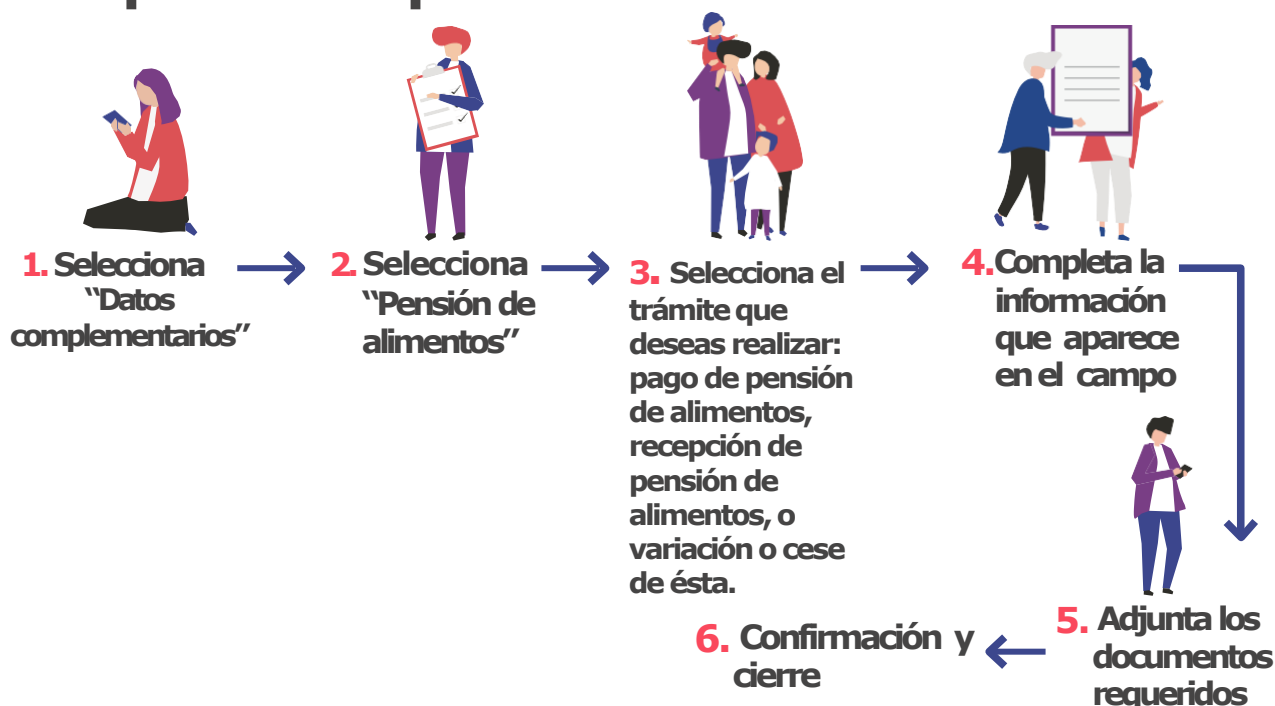 1. Selecciona
“Datos
complementarios”
2. Selecciona
“Pensión de
alimentos”
3. Selecciona el
trámite que
deseas realizar:
pago de pensión
de alimentos,
recepción de
pensión de
alimentos, o
variación o cese
de ésta.
4.Completa la
información
que aparece
en el campo
5. Adjunta los
documentos
requeridos
6. Confirmación y
cierre